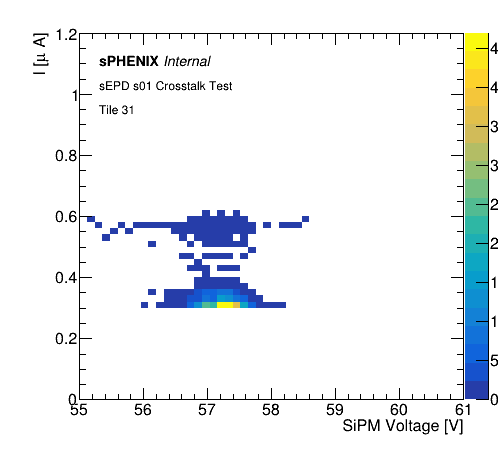 1.2
I [μ A]
sPHENIX Internal
sEPD s01 Crosstalk Test
Tile 31
1
0.8
0.6
0.4
0.2
0
55 56 57 58 59 60 61
SiPM Voltage [V]
5
0